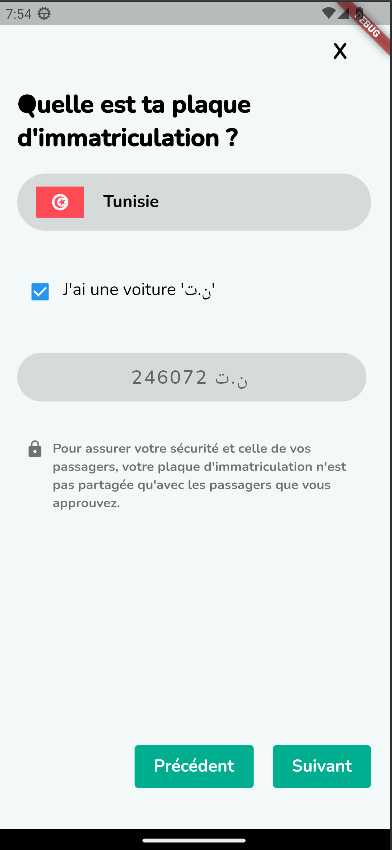 7:54
DEBUG
X
Quelle est ta plaque
d'immatriculation ?
Tunisie
J'ai une voiture 'ن.ت'
246072 ن.ت
Pour assurer votre sécurité et celle de vos
passagers, votre plaque d'immatriculation n'est
pas partagée qu'avec les passagers que vous
approuvez.
Précédent
Suivant